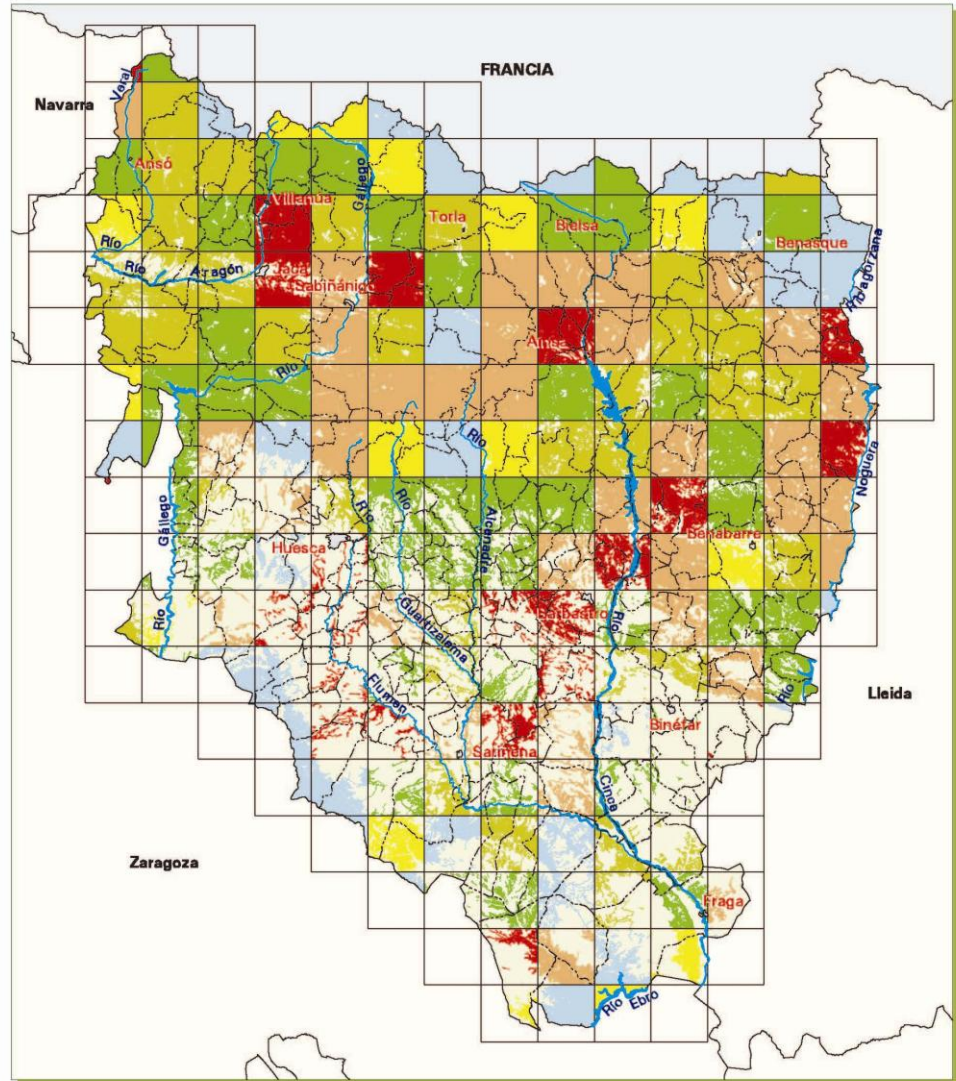 FRANCIA
Navarra
Veral
Ansó
Gállego
Villanúa
Torla
Bielsa
Benasque
Río
Río Aragón
Jaca
Sabiñánigo
Río
Aínsa
Río
Río
Noguera
Gállego
Río
Río
Alcanadre
Huesca
Benabarre
Río
Guatizalema
Barbastro
Río
Flumen
Río
Lleida
Binéfar
Sariñena
Cinca
Zaragoza
Fraga
Río Ebro